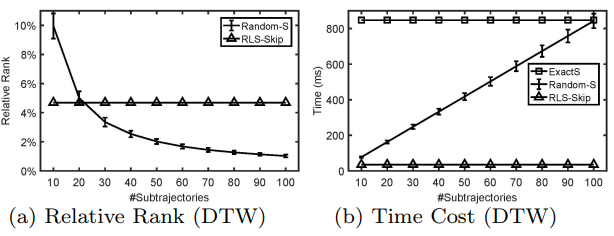 10%
8%
6%
4%
2%
0%
Relative Rank
Random-S
RLS-Skip
10 20 30 40 50 60 70 80 90 100
#Subtrajectories
(a) Relative Rank (DTW)
800
600
400
200
0
Time (ms)
ExactS
Random-S
RLS-Skip
10 20 30 40 50 60 70 80 90 100
#Subtrajectories
(b) Time Cost (DTW)